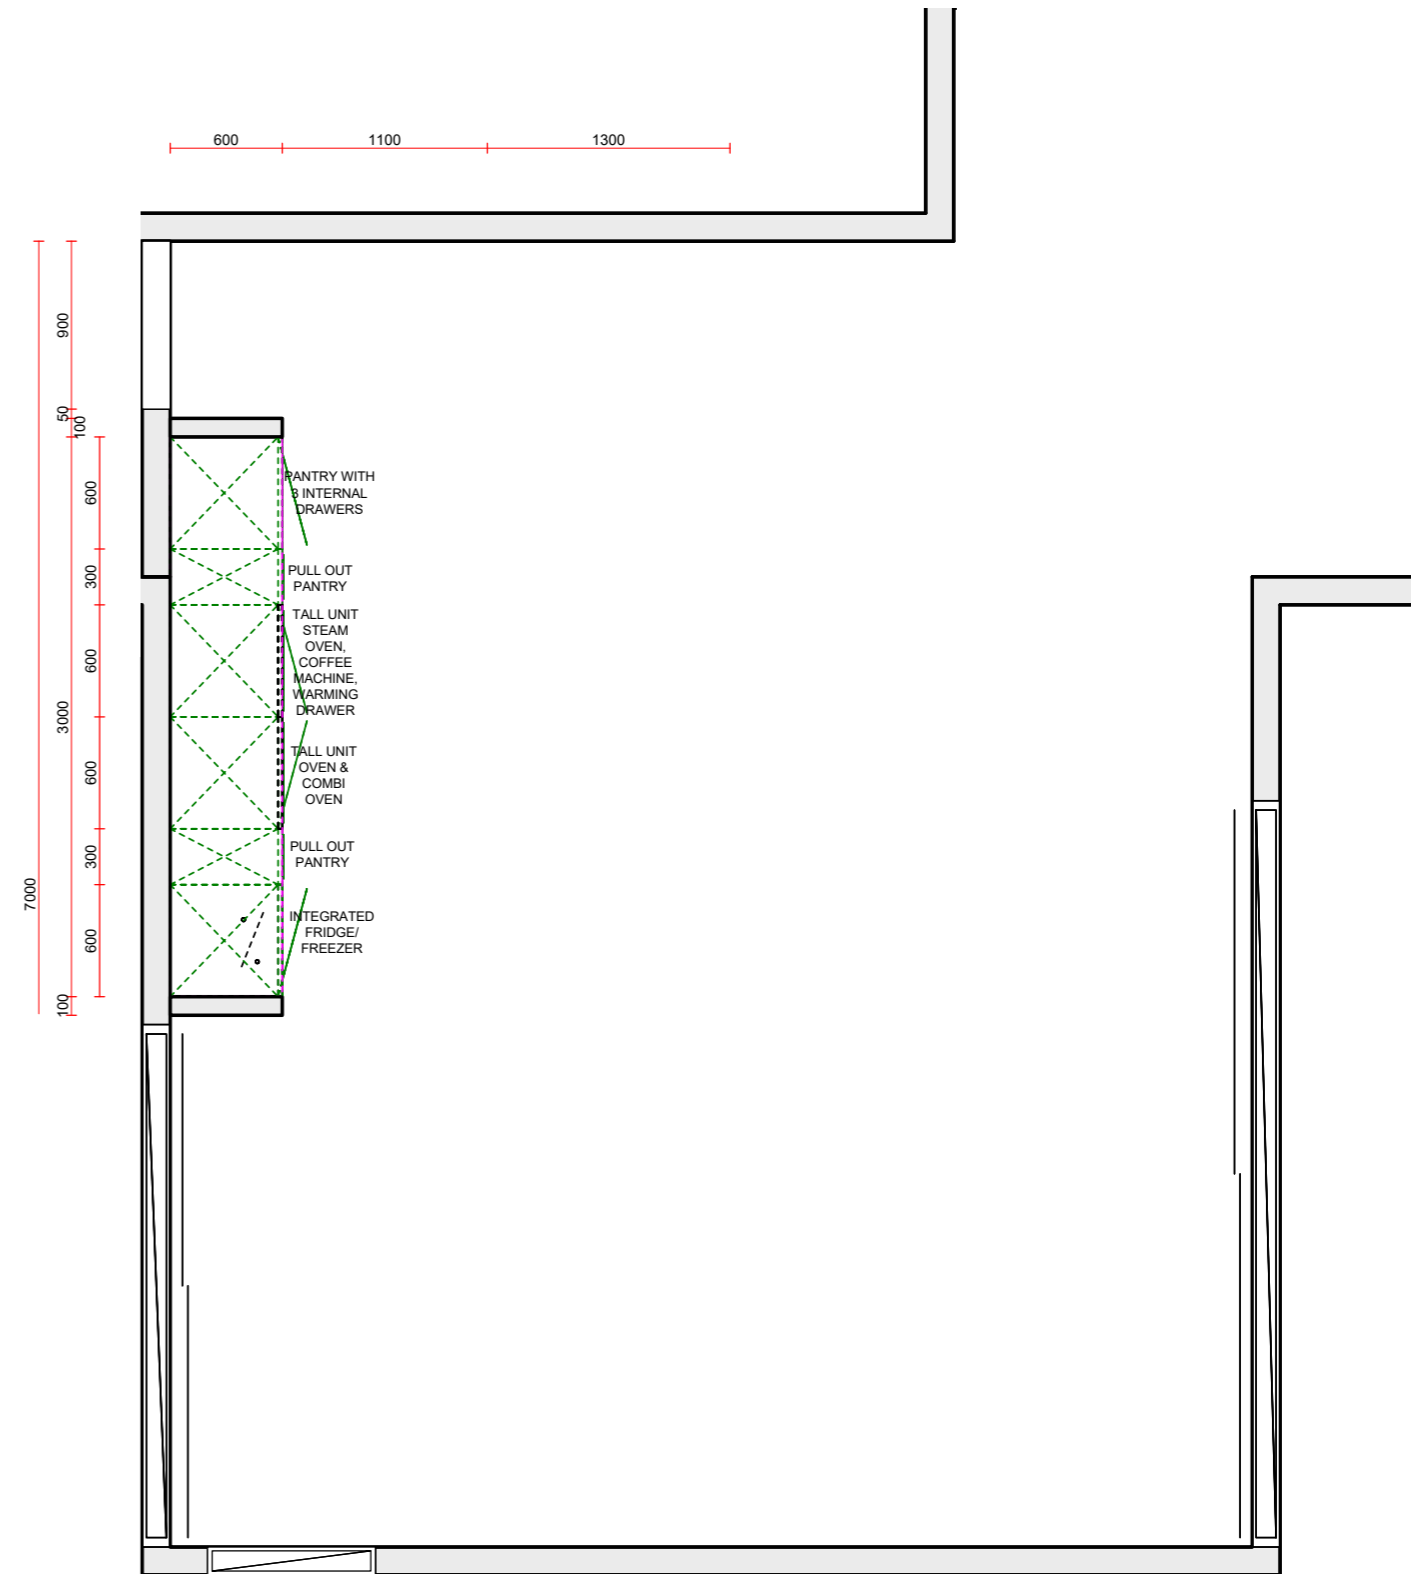 600
1100
1300
900
50
100
600
PANTRY WITH
3 INTERNAL
DRAWERS
300
PULL OUT
PANTRY
600
TALL UNIT
STEAM
OVEN,
COFFEE
MACHINE,
WARMING
DRAWER
3000
600
TALL UNIT
OVEN &
COMBI
OVEN
300
PULL OUT
PANTRY
7000
600
INTEGRATED
FRIDGE/
FREEZER
100